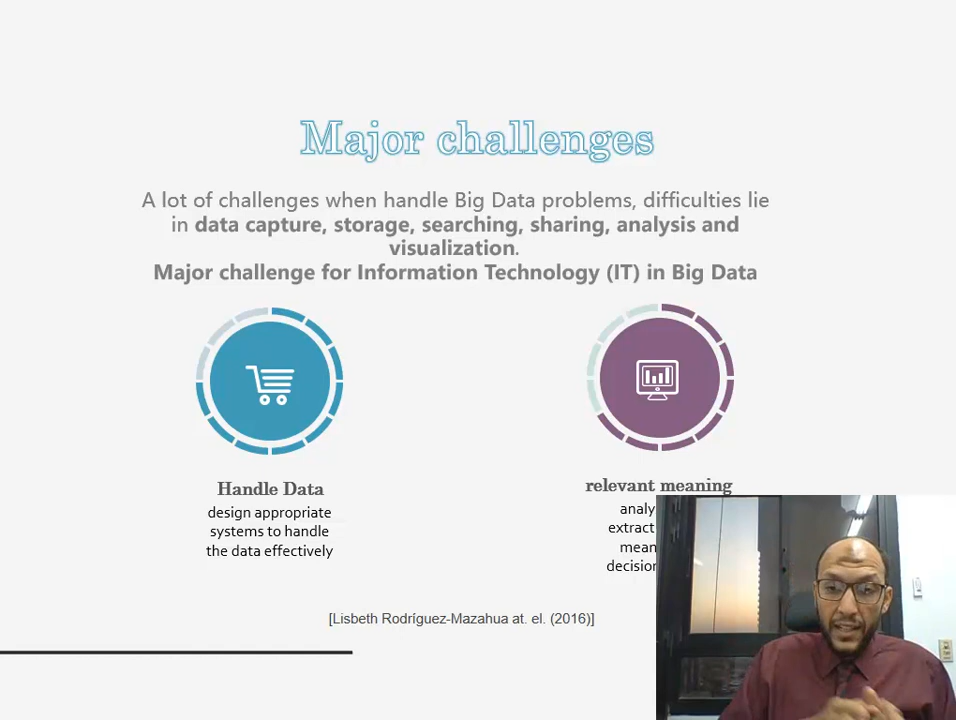 Major challenges
A lot of challenges when handle Big Data problems, difficulties lie
in data capture, storage, searching, sharing, analysis and
visualization.
Major challenge for Information Technology (IT) in Big Data
Handle Data
design appropriate
systems to handle
the data effectively
relevant meaning
analy
extract
mean
decision
[Lisbeth Rodríguez-Mazahua at. el. (2016)]